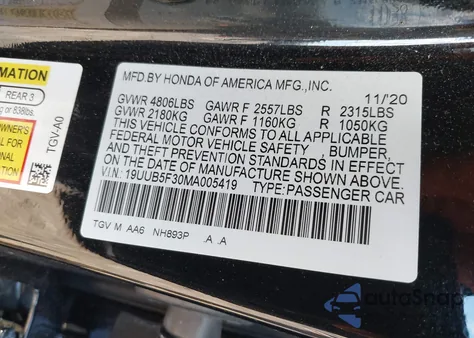 MFD.BY HONDA OF AMERICA MFG.,INC.
11/'20
GVWR 4806LBS GAWR F 2557LBS R 2315LBS
GVWR 2180KG GAWR F 1160KG R 1050KG
THIS VEHICLE CONFORMS TO ALL APPLICABLE
FEDERAL MOTOR VEHICLE SAFETY , BUMPER,
AND THEFT PREVENTION STANDARDS IN EFFECT
ON THE DATE OF MANUFACTURE SHOWN ABOVE.
V.I.N: 19UUB5F30MA005419 TYPE:PASSENGER CAR
TGV M AA6 NH893P .A .A
REAR 3
838lbs.
TGV-A0
autoSnap